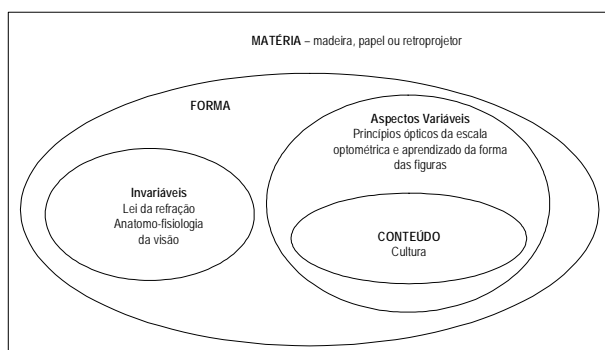 MATÉRIA – madeira, papel ou retroprojetor
FORMA
Aspectos Variáveis
Princípios ópticos da escala
optométrica e aprendizado da forma
das figuras
Invariáveis
Lei da refração
Anatomo-fisiologia
da visão
CONTEÚDO
Cultura